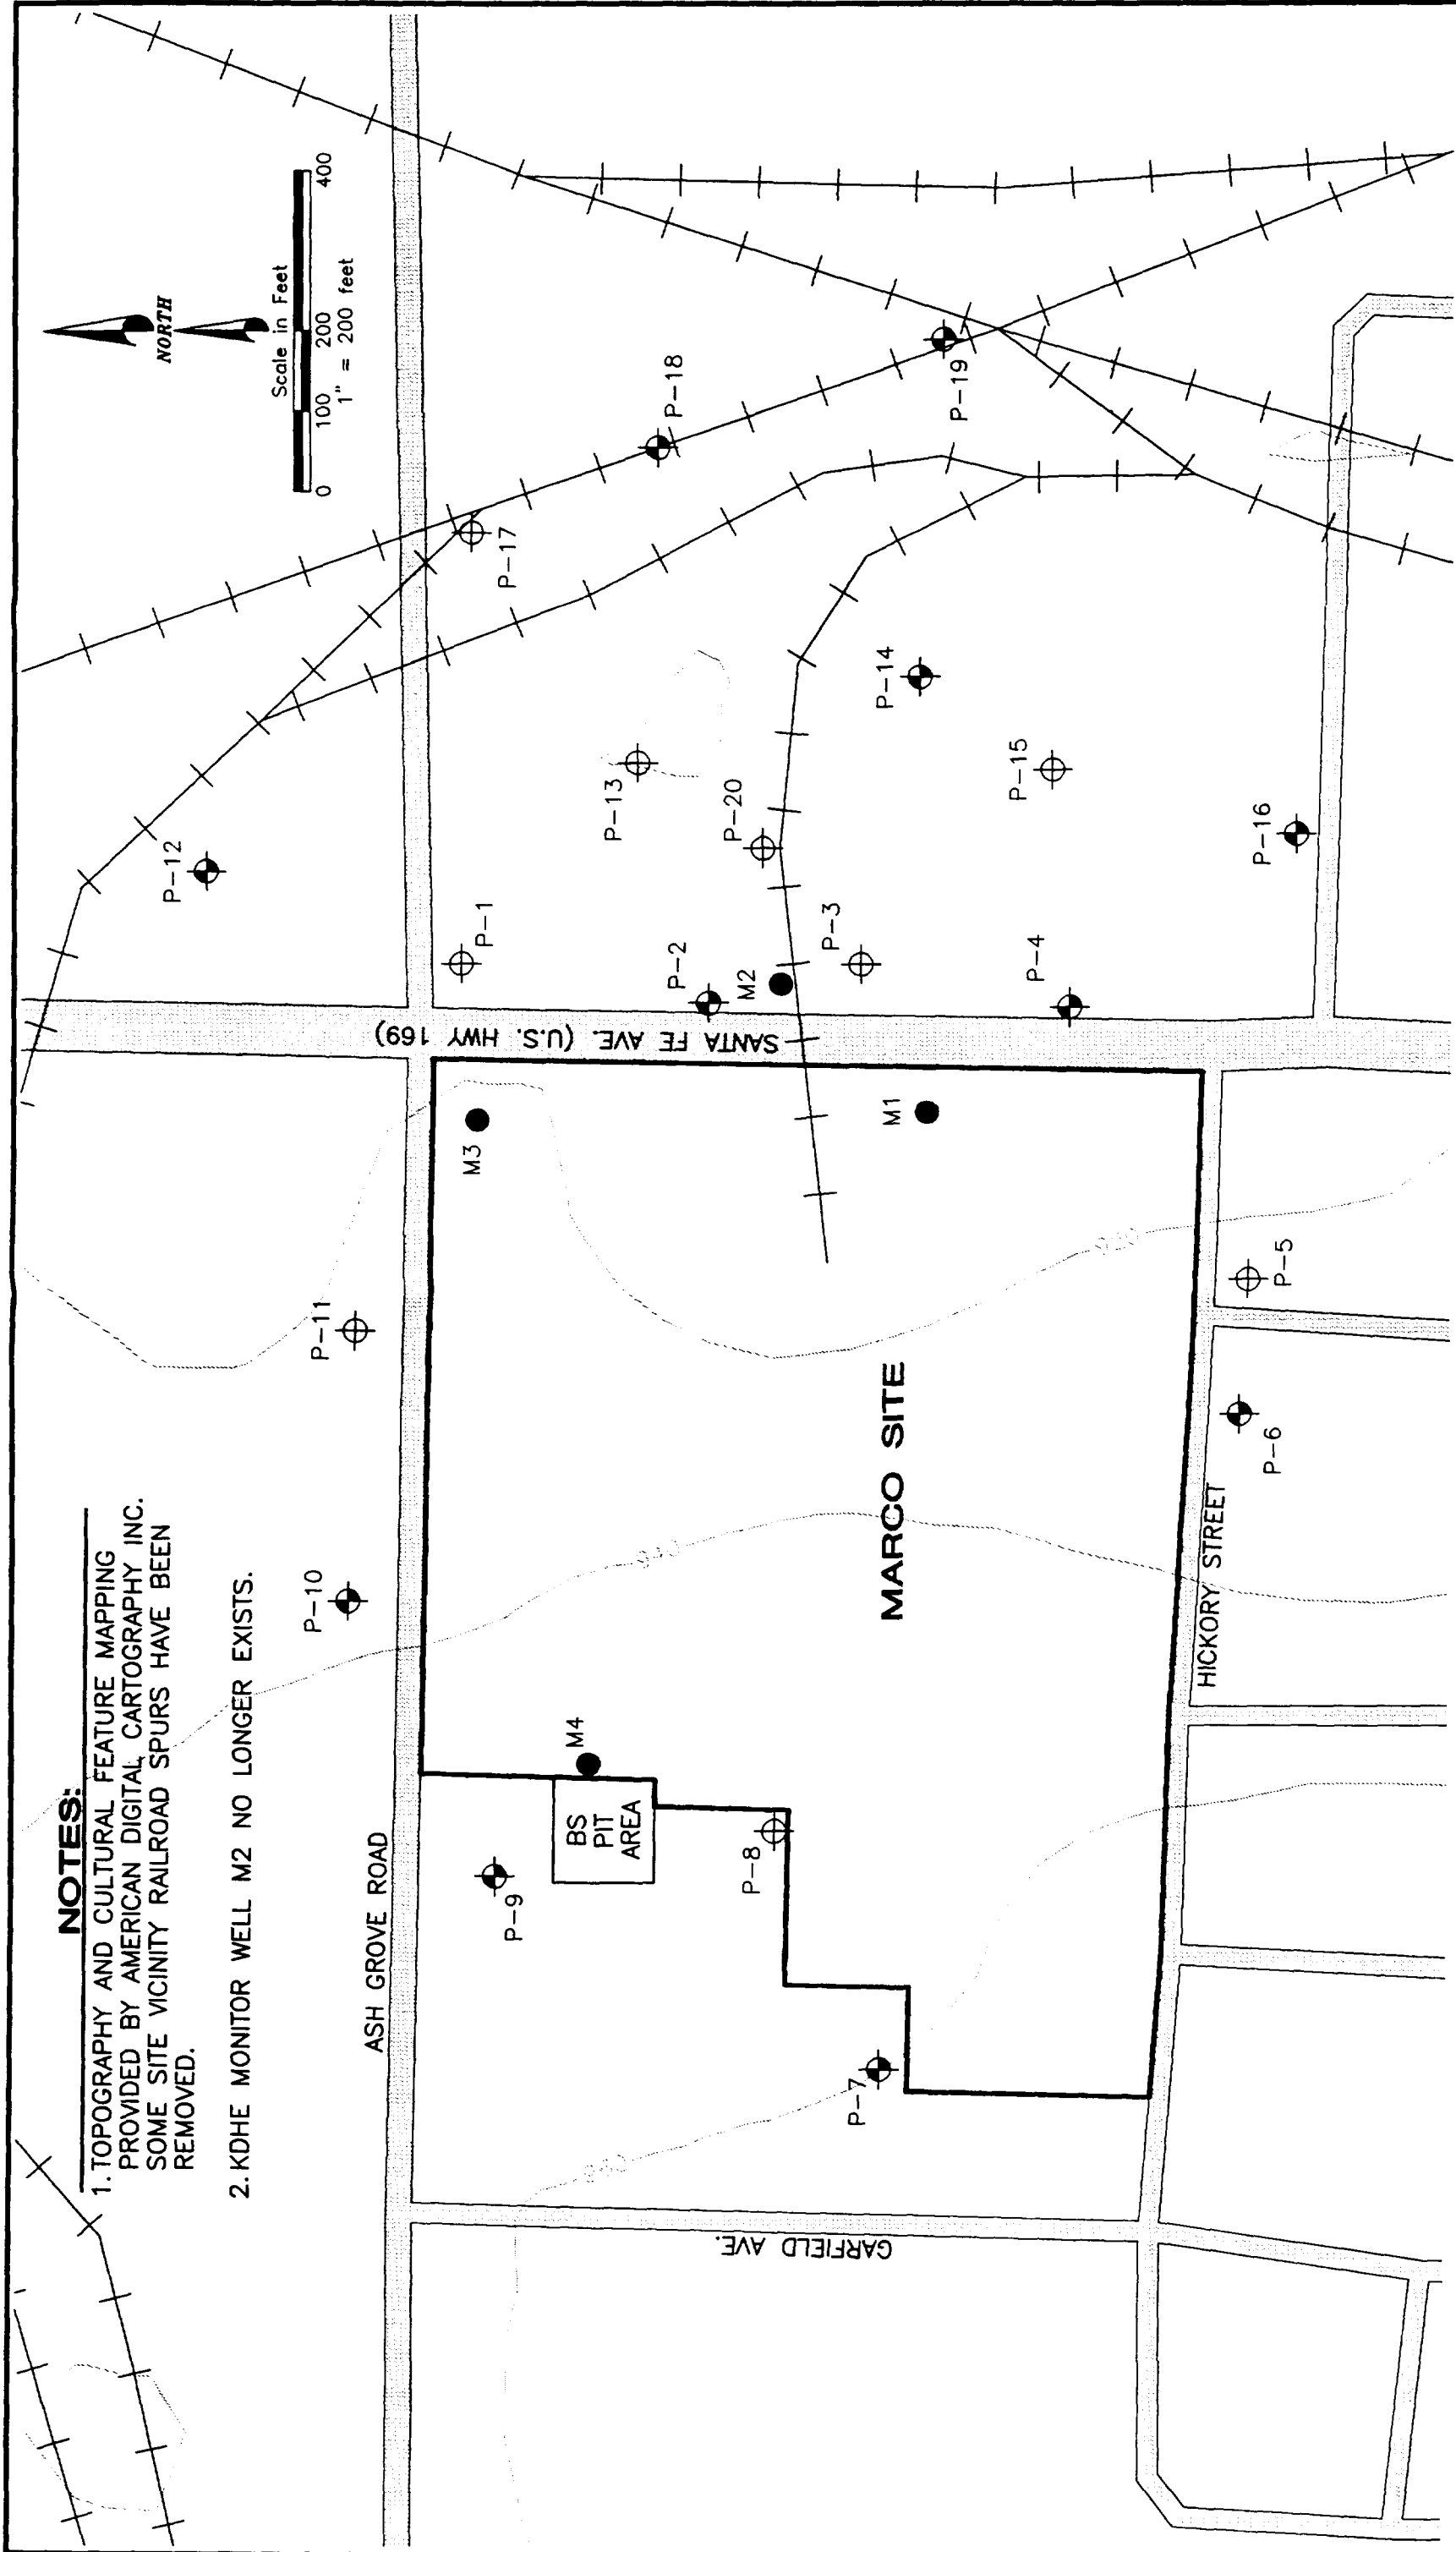 NOTES:
1. TOPOGRAPHY AND CULTURAL FEATURE MAPPING
PROVIDED BY AMERICAN DIGITAL CARTOGRAPHY INC.
SOME SITE VICINITY RAILROAD SPURS HAVE BEEN
REMOVED.
2. KDHE MONITOR WELL M2 NO LONGER EXISTS.
NORTH
Scale in Feet
0 100 200 400
1" = 200 feet
P-12
P-10
P-11
ASH GROVE ROAD
P-1
P-17
M3
P-9
M4
BS
PIT
AREA
940
P-13
P-18
P-2
P-20
M2
SANTA FE AVE. (U.S. HWY 169)
P-8
P-3
P-14
P-19
GARFIELD AVE.
P-7
MARCO SITE
M1
P-15
P-4
HICKORY STREET
P-6
P-5
P-16